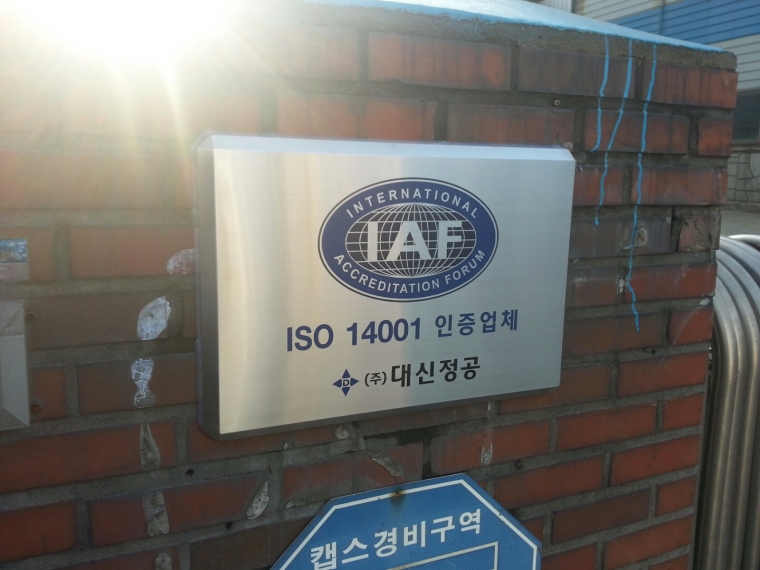 INTERNATIONAL
IAF
ACCREDITATION FORUM
ISO 14001 인증업체
D (주)대신정공
캡스경비구역